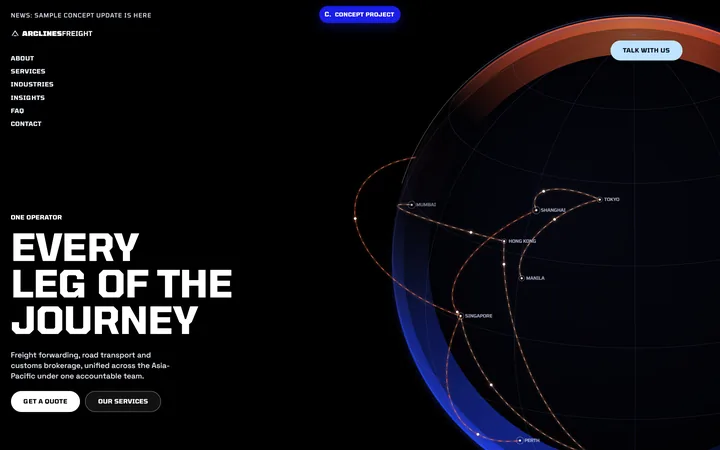 NEWS: SAMPLE CONCEPT UPDATE IS HERE
C. CONCEPT PROJECT
ARCLINESFREIGHT
TALK WITH US
ABOUT
SERVICES
INDUSTRIES
INSIGHTS
FAQ
CONTACT
MUMBAI
TOKYO
SHANGHAI
HONG KONG
MANILA
SINGAPORE
PERTH
ONE OPERATOR
EVERY
LEG OF THE
JOURNEY
Freight forwarding, road transport and
customs brokerage, unified across the Asia-
Pacific under one accountable team.
GET A QUOTE
OUR SERVICES